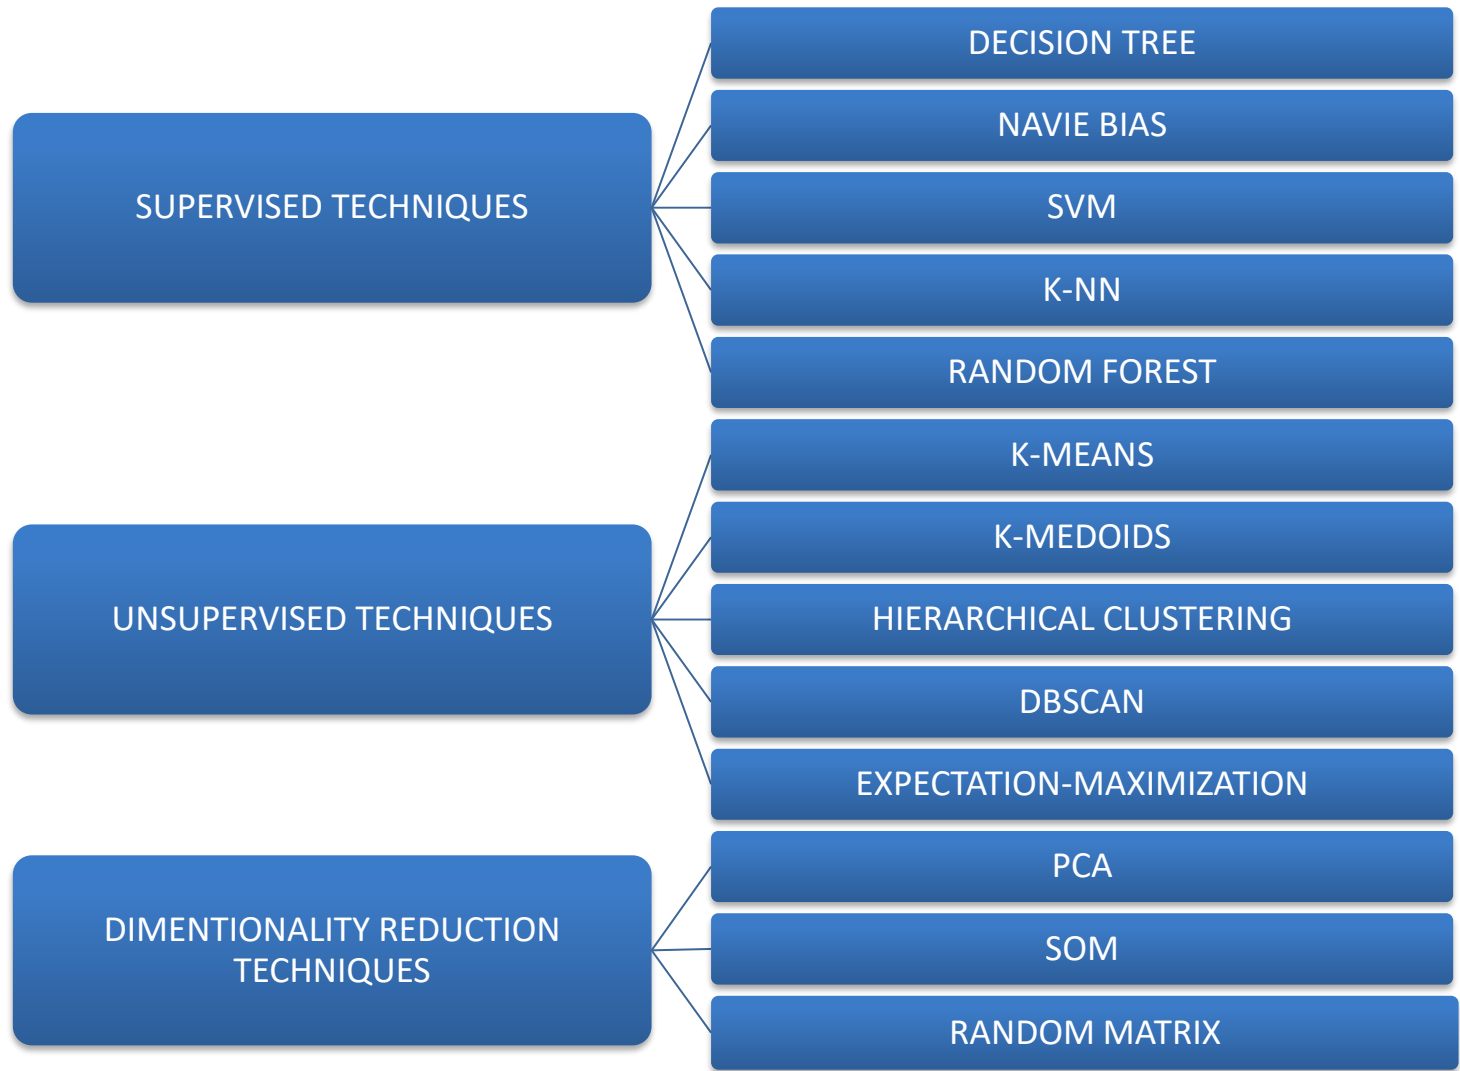 SUPERVISED TECHNIQUES
DECISION TREE
NAVIE BIAS
SVM
K-NN
RANDOM FOREST
UNSUPERVISED TECHNIQUES
K-MEANS
K-MEDOIDS
HIERARCHICAL CLUSTERING
DBSCAN
EXPECTATION-MAXIMIZATION
DIMENTIONALITY REDUCTION
TECHNIQUES
PCA
SOM
RANDOM MATRIX